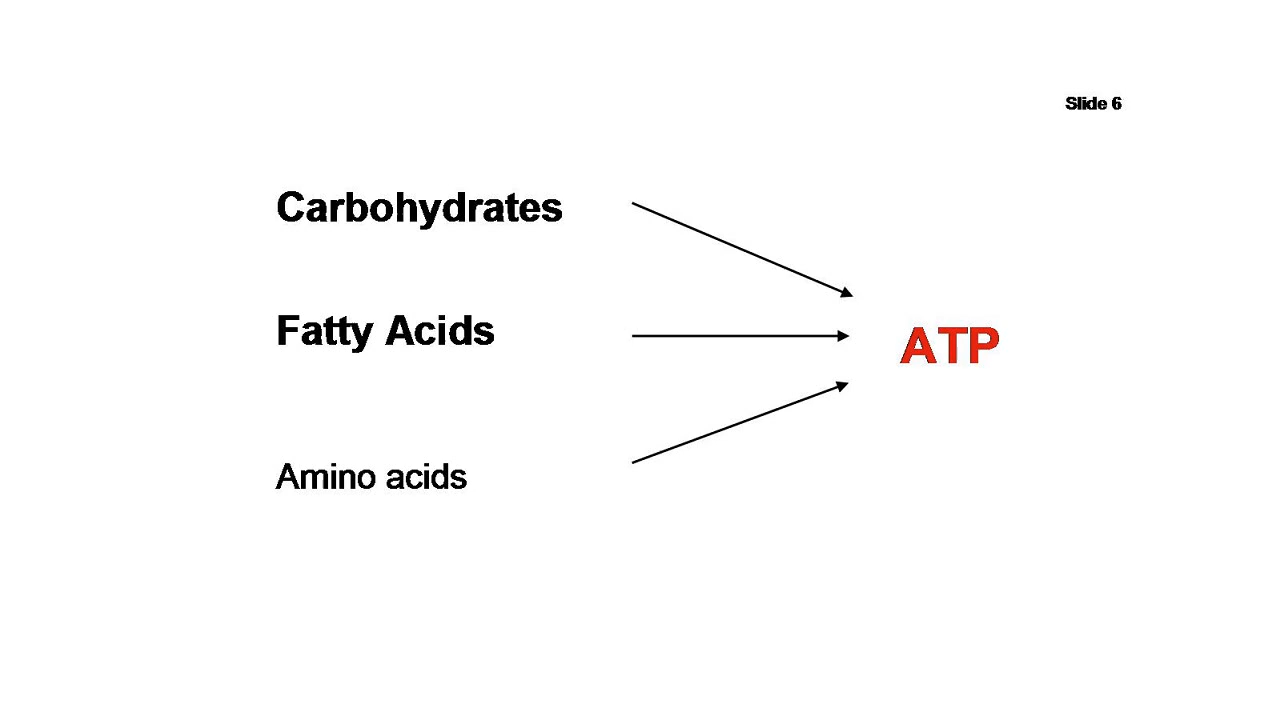 Slide 6
Carbohydrates
Fatty Acids
ATP
Amino acids